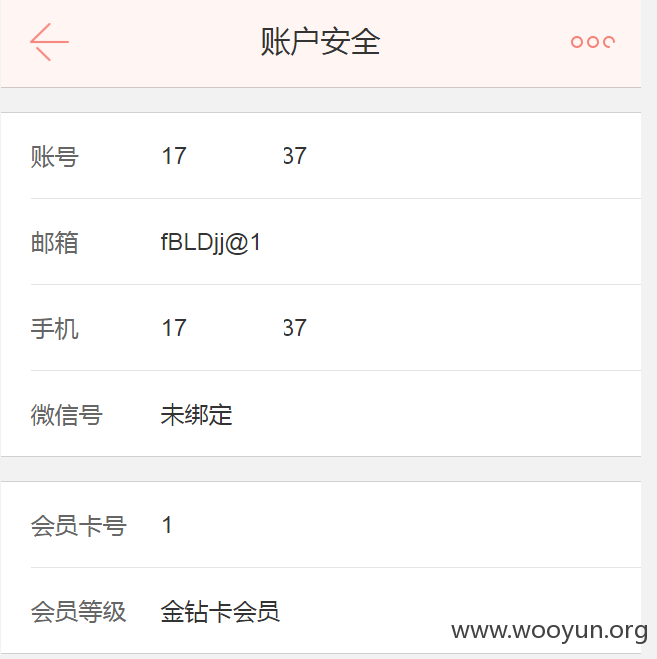 账户安全
账号 17 37
邮箱 fBLDjj@1
手机 17 37
微信号 未绑定
会员卡号 1
会员等级 金钻卡会员
www.wooyun.org